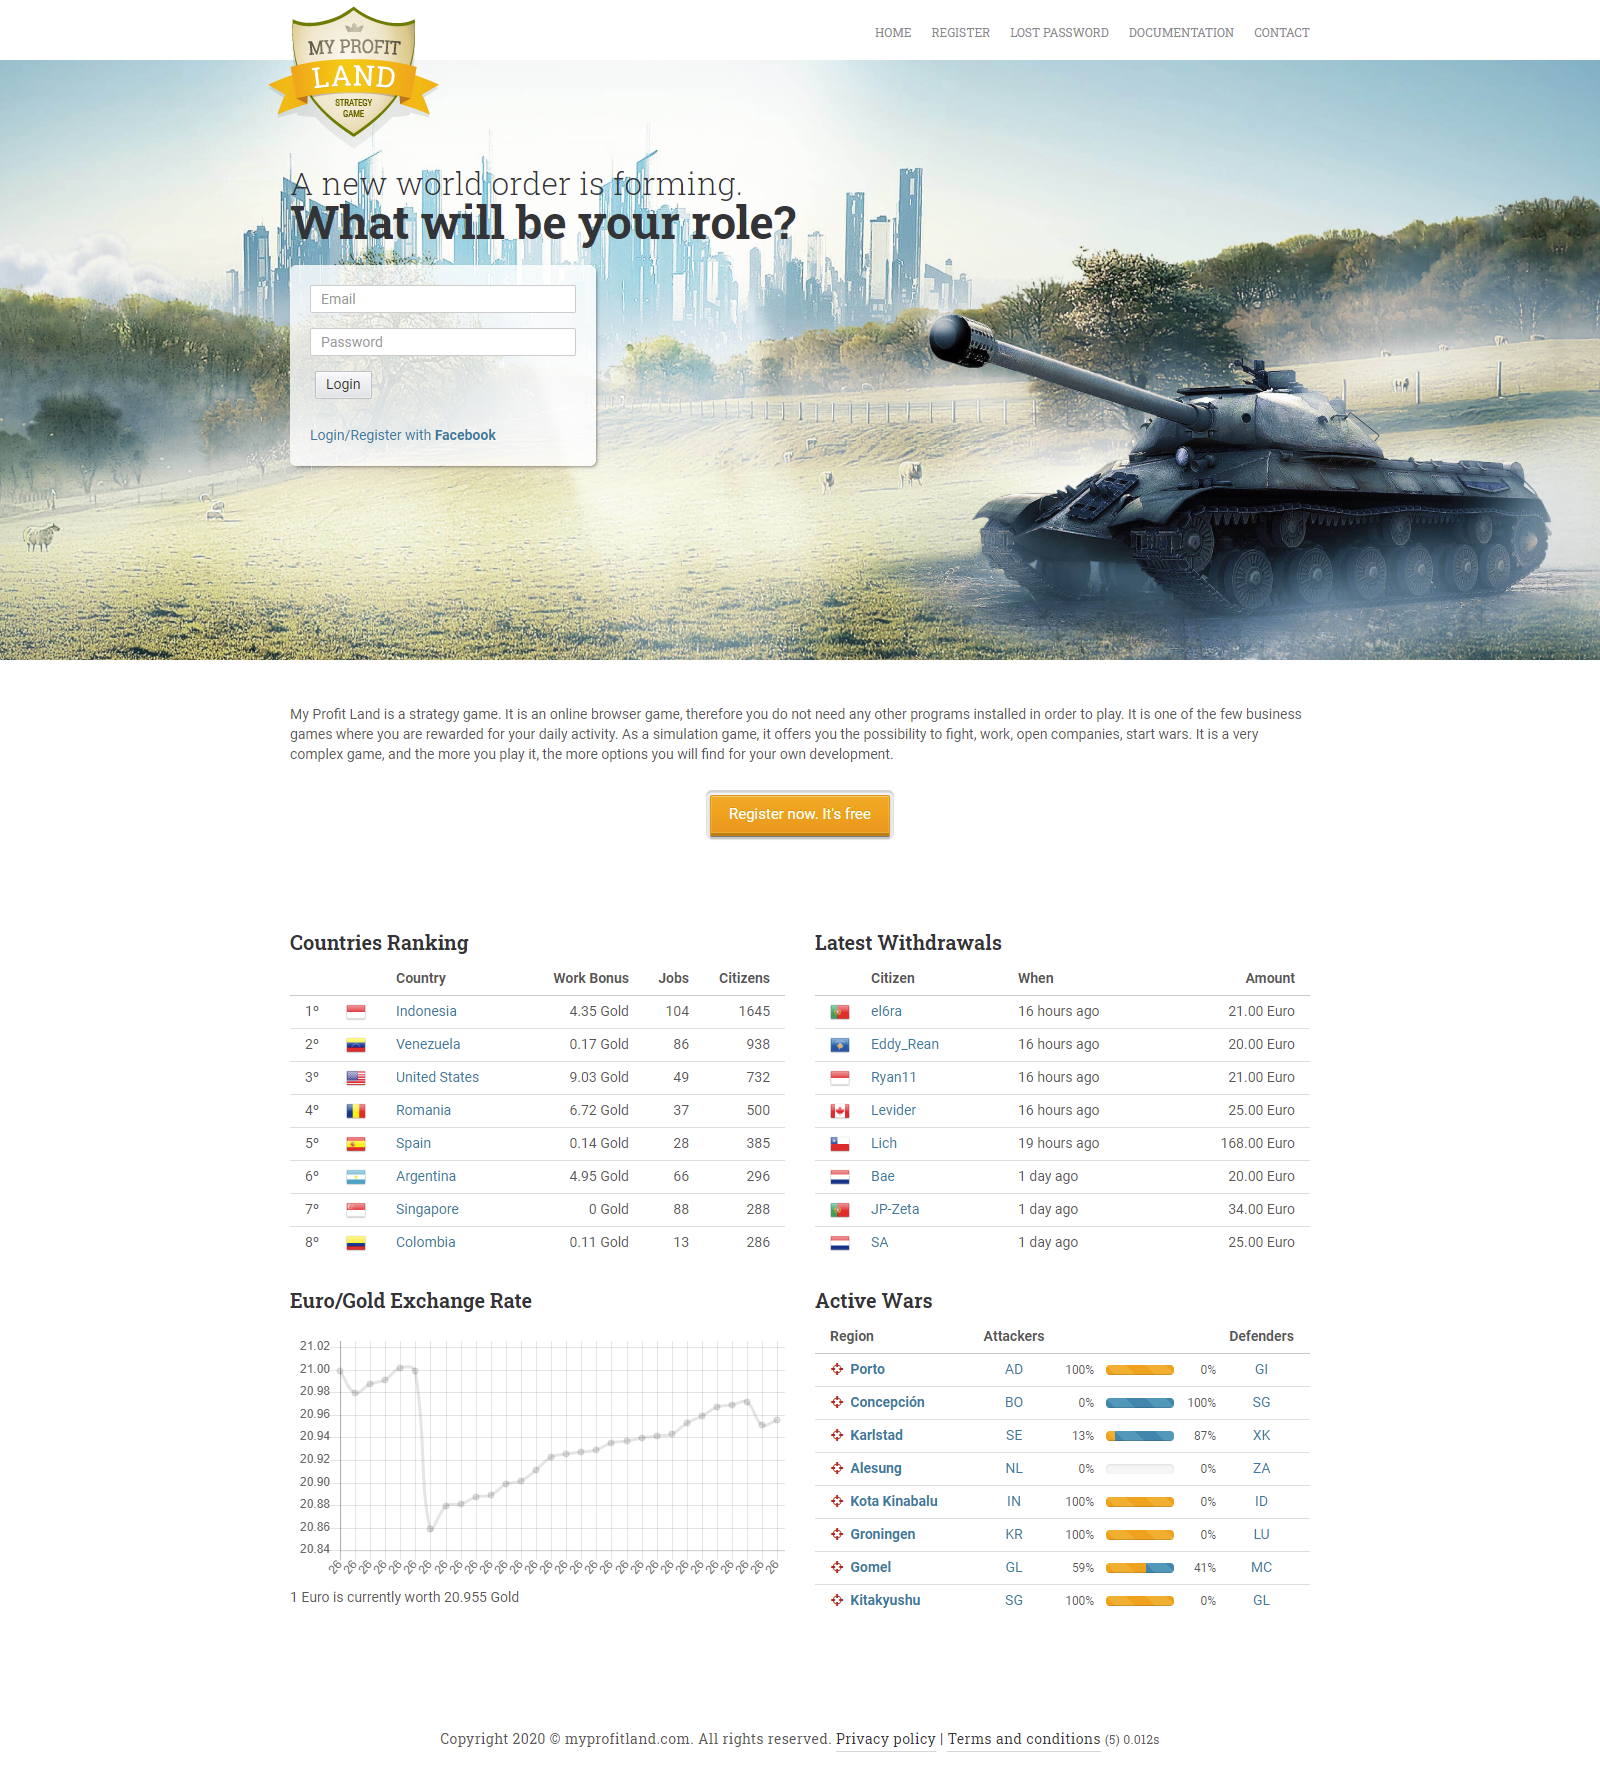 MY PROFIT
LAND
STRATEGY
GAME
HOME REGISTER LOST PASSWORD DOCUMENTATION CONTACT
A new world order is forming.
What will be your role?
Email
Password
Login
Login/Register with Facebook
My Profit Land is a strategy game. It is an online browser game, therefore you do not need any other programs installed in order to play. It is one of the few business
games where you are rewarded for your daily activity. As a simulation game, it offers you the possibility to fight, work, open companies, start wars. It is a very
complex game, and the more you play it, the more options you will find for your own development.
Register now. It's free
Countries Ranking
Country Work Bonus Jobs Citizens
1º Indonesia 4.35 Gold 104 1645
2º Venezuela 0.17 Gold 86 938
3º United States 9.03 Gold 49 732
4º Romania 6.72 Gold 37 500
5º Spain 0.14 Gold 28 385
6º Argentina 4.95 Gold 66 296
7º Singapore 0 Gold 88 288
8º Colombia 0.11 Gold 13 286
Latest Withdrawals
Citizen When Amount
el6ra 16 hours ago 21.00 Euro
Eddy_Rean 16 hours ago 20.00 Euro
Ryan11 16 hours ago 21.00 Euro
Levider 16 hours ago 25.00 Euro
Lich 19 hours ago 168.00 Euro
Bae 1 day ago 20.00 Euro
JP-Zeta 1 day ago 34.00 Euro
SA 1 day ago 25.00 Euro
Euro/Gold Exchange Rate
21.02
21.00
20.98
20.96
20.94
20.92
20.90
20.88
20.86
20.84
26 26 26 26 26 26 26 26 26 26 26 26 26 26 26 26 26 26 26 26 26 26 26 26 26 26 26 26 26 26
1 Euro is currently worth 20.955 Gold
Active Wars
Region Attackers Defenders
Porto AD 100% 0% GI
Concepción BO 0% 100% SG
Karlstad SE 13% 87% XK
Alesung NL 0% 0% ZA
Kota Kinabalu IN 100% 0% ID
Groningen KR 100% 0% LU
Gomel GL 59% 41% MC
Kitakyushu SG 100% 0% GL
Copyright 2020 © myprofitland.com. All rights reserved. Privacy policy | Terms and conditions (5) 0.012s